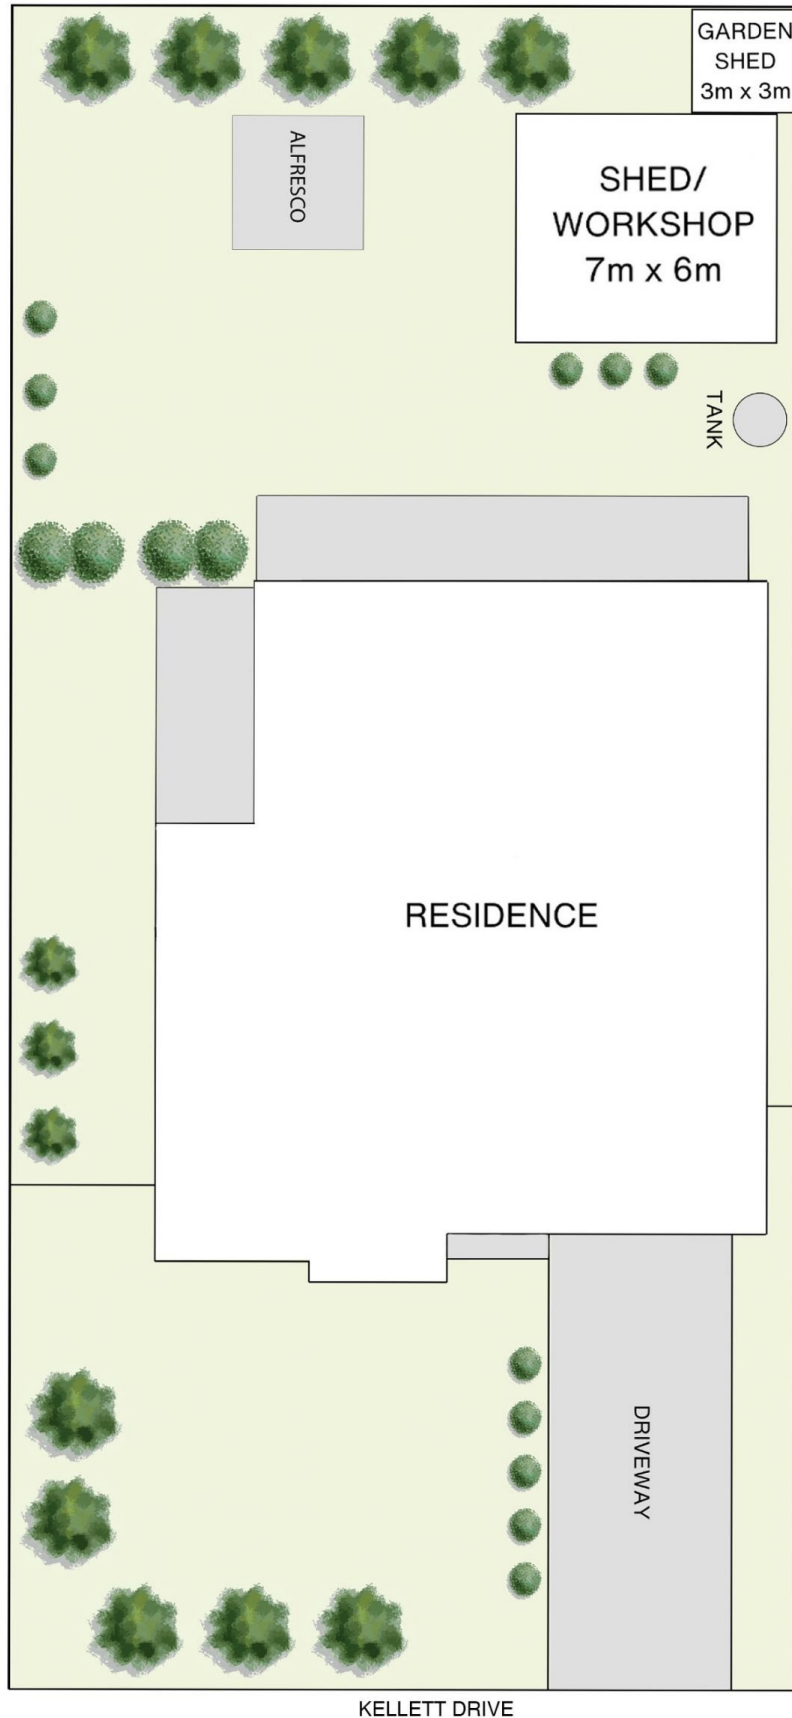 GARDEN
SHED
3m x 3m
ALFRESCO
SHED/
WORKSHOP
7m x 6m
TANK
RESIDENCE
DRIVEWAY
KELLETT DRIVE